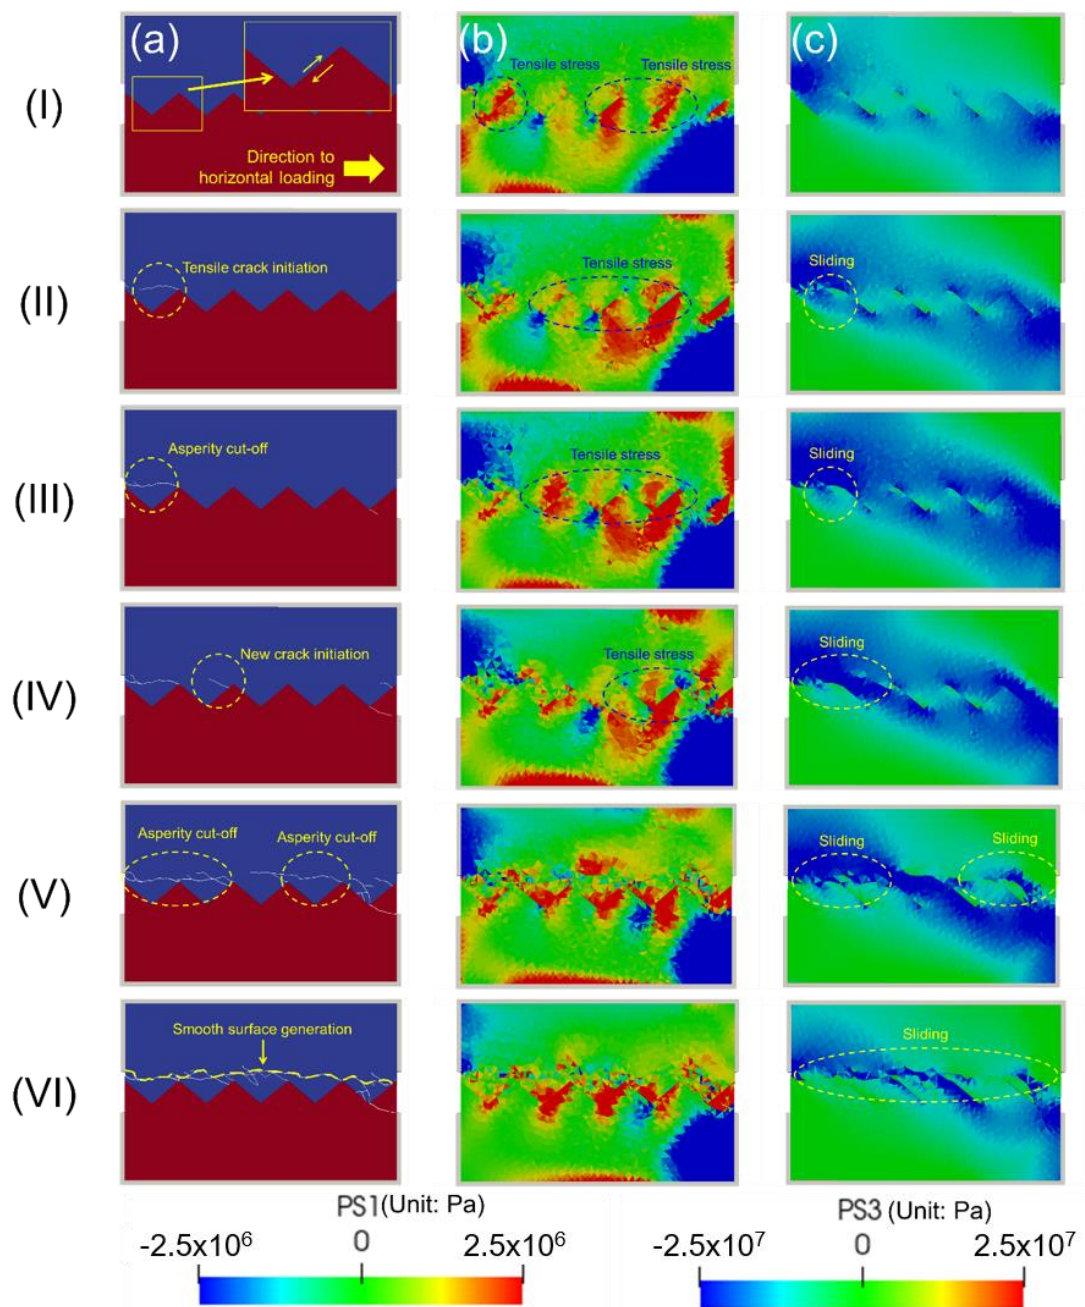 (a)
(b)
(c)
(I)
Direction to
horizontal loading
Tensile stress
Tensile stress
(II)
Tensile crack initiation
Tensile stress
Sliding
(III)
Asperity cut-off
Tensile stress
Sliding
(IV)
New crack initiation
Tensile stress
Sliding
(V)
Asperity cut-off
Asperity cut-off
Sliding
Sliding
(VI)
Smooth surface generation
Sliding
PS1(Unit: Pa)
-2.5x10⁶
0
2.5x10⁶
PS3 (Unit: Pa)
-2.5x10⁷
0
2.5x10⁷